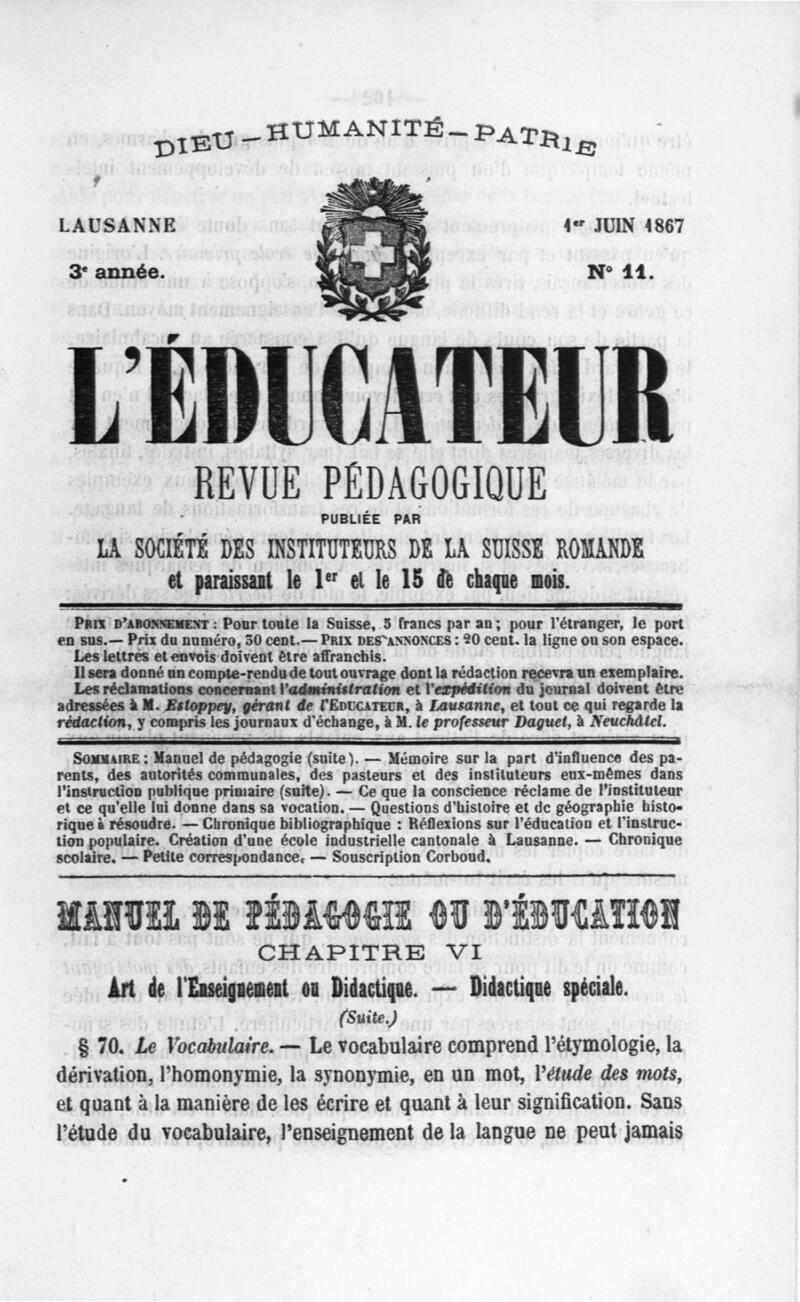 DIEU — HUMANITÉ — PATRIE
LAUSANNE
1er JUIN 1867
3e année.
N° 11.
L'ÉDUCATEUR
REVUE PÉDAGOGIQUE
PUBLIÉE PAR
LA SOCIÉTÉ DES INSTITUTEURS DE LA SUISSE ROMANDE
et paraissant le 1er et le 15 de chaque mois.
PRIX D'ABONNEMENT : Pour toute la Suisse, 5 francs par an ; pour l'étranger, le port
en sus.— Prix du numéro, 30 cent.— PRIX DES ANNONCES : 20 cent. la ligne ou son espace.
Les lettres et envois doivent être affranchis.
Il sera donné un compte-rendu de tout ouvrage dont la rédaction recevra un exemplaire.
Les réclamations concernant l'administration et l'expédition du journal doivent être
adressées à M. Estoppey, gérant de l'EDUCATEUR, à Lausanne, et tout ce qui regarde la
rédaction, y compris les journaux d'échange, à M. le professeur Daguet, à Neuchâtel.
SOMMAIRE : Manuel de pédagogie (suite). — Mémoire sur la part d'influence des pa-
rents, des autorités communales, des pasteurs et des instituteurs eux-mêmes dans
l'instruction publique primaire (suite). — Ce que la conscience réclame de l'instituteur
et ce qu'elle lui donne dans sa vocation. — Questions d'histoire et de géographie histo-
rique à résoudre. — Chronique bibliographique : Réflexions sur l'éducation et l'instruc-
tion populaire. Création d'une école industrielle cantonale à Lausanne. — Chronique
scolaire. — Petite correspondance. — Souscription Corboud.
MANUEL DE PÉDAGOGIE OU D'ÉDUCATION
CHAPITRE VI
Art de l'Enseignement ou Didactique. — Didactique spéciale.
(Suite.)
§ 70. Le Vocabulaire. — Le vocabulaire comprend l'étymologie, la
dérivation, l'homonymie, la synonymie, en un mot, l'étude des mots,
et quant à la manière de les écrire et quant à leur signification. Sans
l'étude du vocabulaire, l'enseignement de la langue ne peut jamais